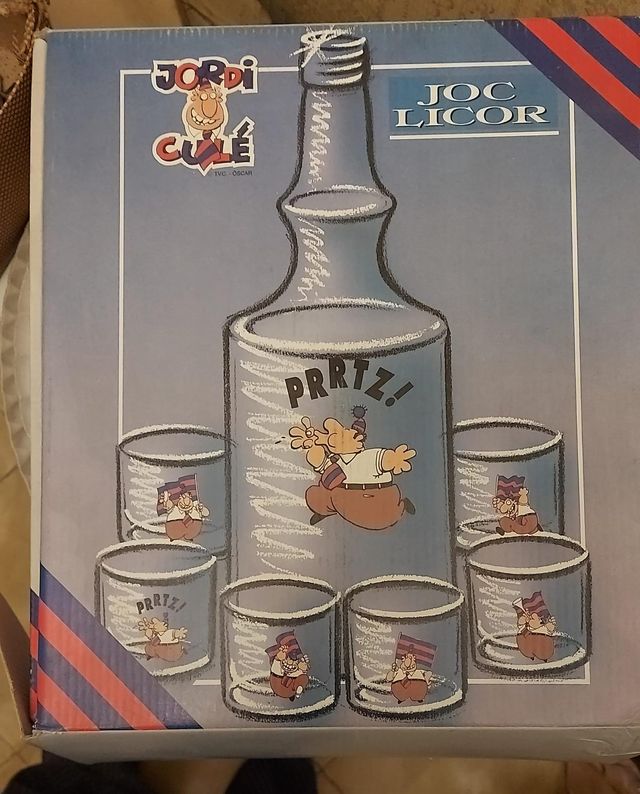 JORDI
CULÉ
TVC - ÒSCAR
JOC
LICOR
PRRTZ!
PRRTZ!